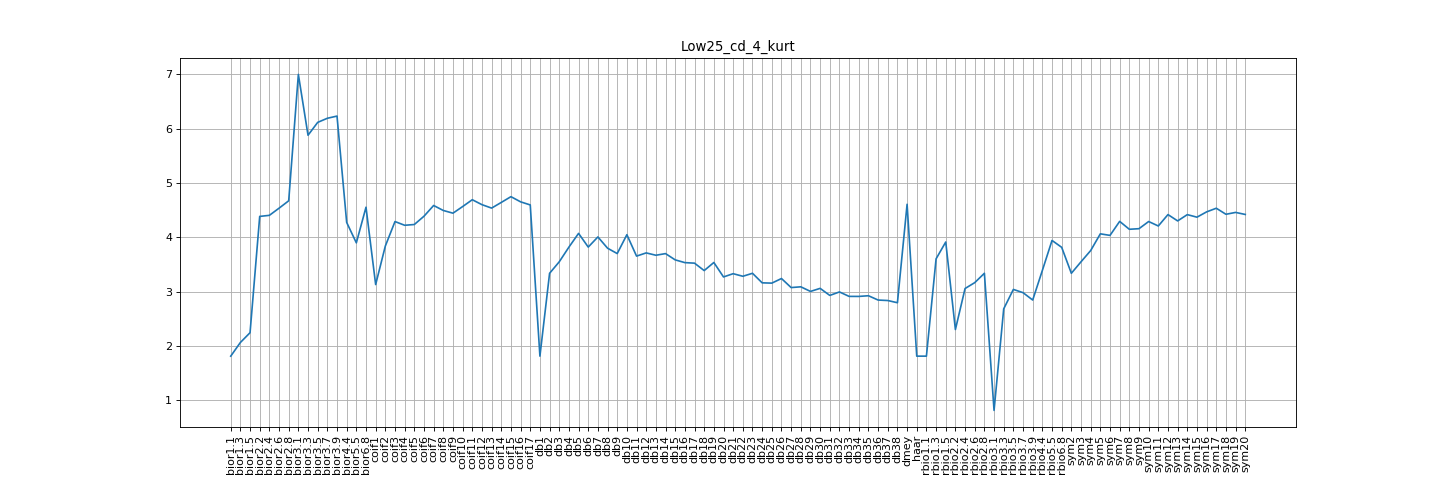 Low25_cd_4_kurt
7
6
5
4
3
2
1
bior1.1
bior1.3
bior1.5
bior2.2
bior2.4
bior2.6
bior2.8
bior3.1
bior3.3
bior3.5
bior3.7
bior3.9
bior4.4
bior5.5
bior6.8
coif1
coif2
coif3
coif4
coif5
coif6
coif7
coif8
coif9
coif10
coif11
coif12
coif13
coif14
coif15
coif16
coif17
db1
db2
db3
db4
db5
db6
db7
db8
db9
db10
db11
db12
db13
db14
db15
db16
db17
db18
db19
db20
db21
db22
db23
db24
db25
db26
db27
db28
db29
db30
db31
db32
db33
db34
db35
db36
db37
db38
dmey
haar
rbio1.1
rbio1.3
rbio1.5
rbio2.2
rbio2.4
rbio2.6
rbio2.8
rbio3.1
rbio3.3
rbio3.5
rbio3.7
rbio3.9
rbio4.4
rbio5.5
rbio6.8
sym2
sym3
sym4
sym5
sym6
sym7
sym8
sym9
sym10
sym11
sym12
sym13
sym14
sym15
sym16
sym17
sym18
sym19
sym20